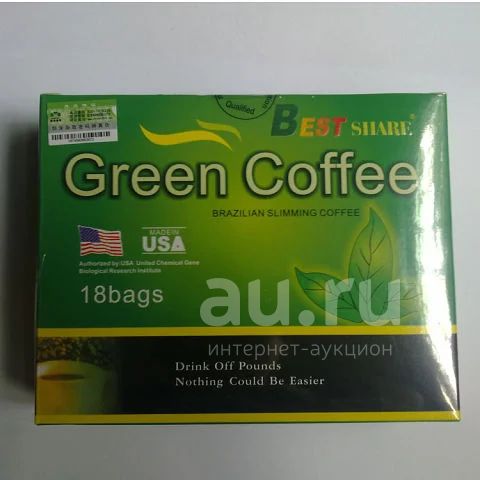 Qualified
BEST SHARE®
Green Coffee
BRAZILIAN SLIMMING COFFEE
MADE IN
USA
Authorized by:USA United Chemical Gene
Biological Research Institute
18bags
au.ru
интернет-аукцион
Drink Off Pounds
Nothing Could Be Easier